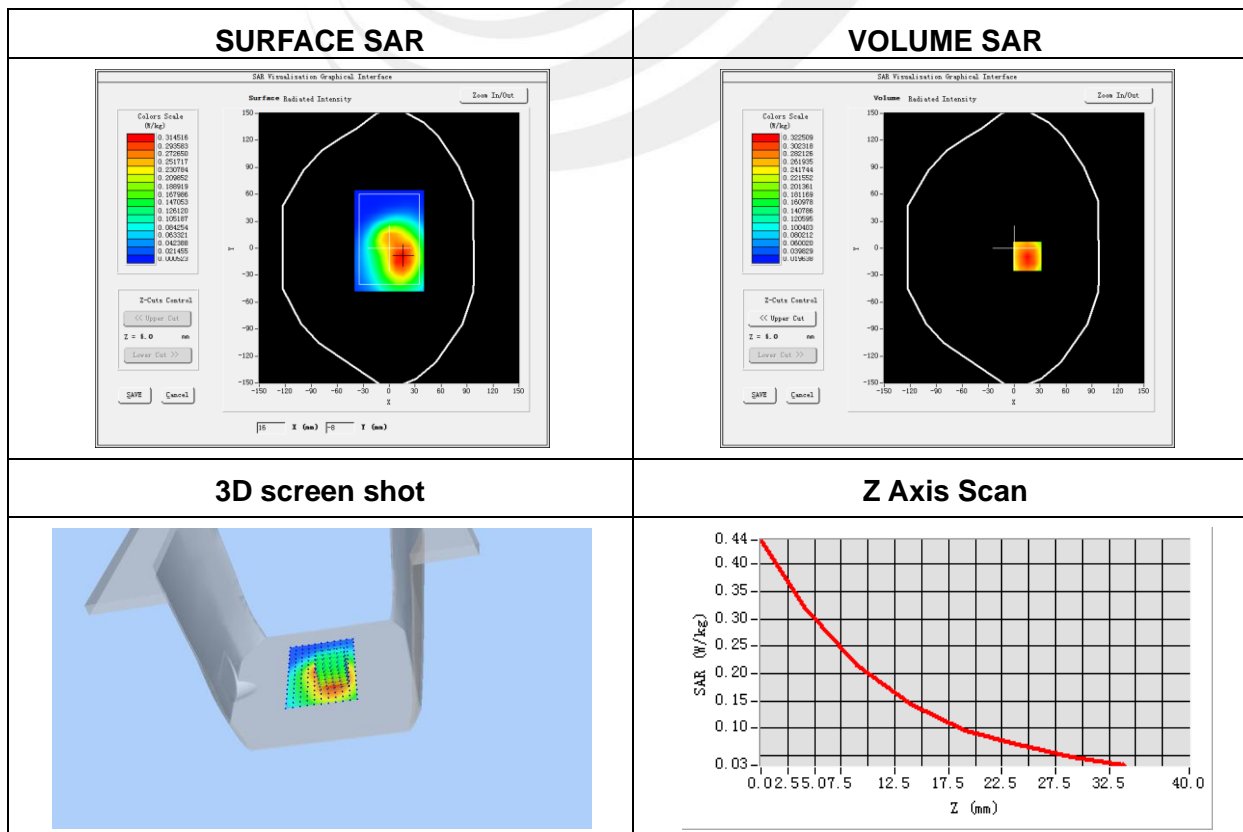 SURFACE SAR
VOLUME SAR
SAR Visualisation Graphical Interface
Surface Radiated Intensity
Zoom In/Out
Colors Scale
(W/kg)
0.314516
0.293583
0.272650
0.251717
0.230784
0.209852
0.188919
0.167986
0.147053
0.126120
0.105187
0.084254
0.063321
0.042388
0.021455
0.000523
Z-Cuts Control
<< Upper Cut
Lower Cut >>
SAVE
Cancel
150
120
90
60
30
0
-30
-60
-90
-120
-150
Y
-150 -120 -90 -60 -30 0 30 60 90 120 150
X
16 X (mm) -8 Y (mm)
SAR Visualisation Graphical Interface
Volume Radiated Intensity
Zoom In/Out
Colors Scale
(W/kg)
0.322509
0.302318
0.282126
0.261935
0.241744
0.221552
0.201361
0.181169
0.160978
0.140786
0.120595
0.100403
0.080212
0.060020
0.039829
0.019638
Z-Cuts Control
<< Upper Cut
Lower Cut >>
SAVE
Cancel
150
120
90
60
30
0
-30
-60
-90
-120
-150
Y
-150 -120 -90 -60 -30 0 30 60 90 120 150
X
3D screen shot
Z Axis Scan
0.44
0.40
0.35
0.30
0.25
0.20
0.15
0.10
0.03
SAR (W/kg)
0.0 2.5 5.0 7.5 12.5 17.5 22.5 27.5 32.5 40.0
Z (mm)